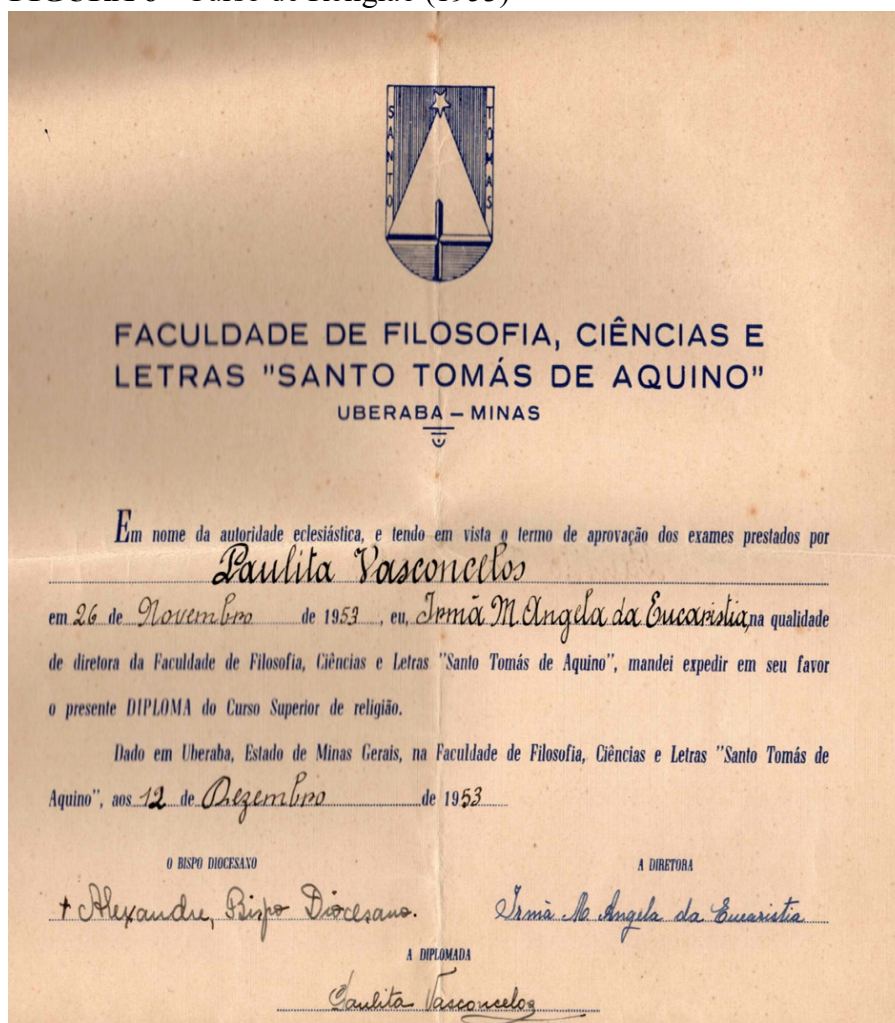 SANTO
TOMAS
FACULDADE DE FILOSOFIA, CIÊNCIAS E
LETRAS "SANTO TOMÁS DE AQUINO"
UBERABA – MINAS
Em nome da autoridade eclesiástica, e tendo em vista o termo de aprovação dos exames prestados por
Paulita Vasconcelos
em 26 de Novembro de 1953, eu, Irmã M. Angela da Eucaristia, na qualidade
de diretora da Faculdade de Filosofia, Ciências e Letras "Santo Tomás de Aquino", mandei expedir em seu favor
o presente DIPLOMA do Curso Superior de religião.
Dado em Uberaba, Estado de Minas Gerais, na Faculdade de Filosofia, Ciências e Letras "Santo Tomás de
Aquino", aos 12 de Dezembro de 1953
O BISPO DIOCESANO A DIRETORA
+ Alexandre, Bispo Diocesano. Irmã M Angela da Eucaristia
A DIPLOMADA
Paulita Vasconcelos